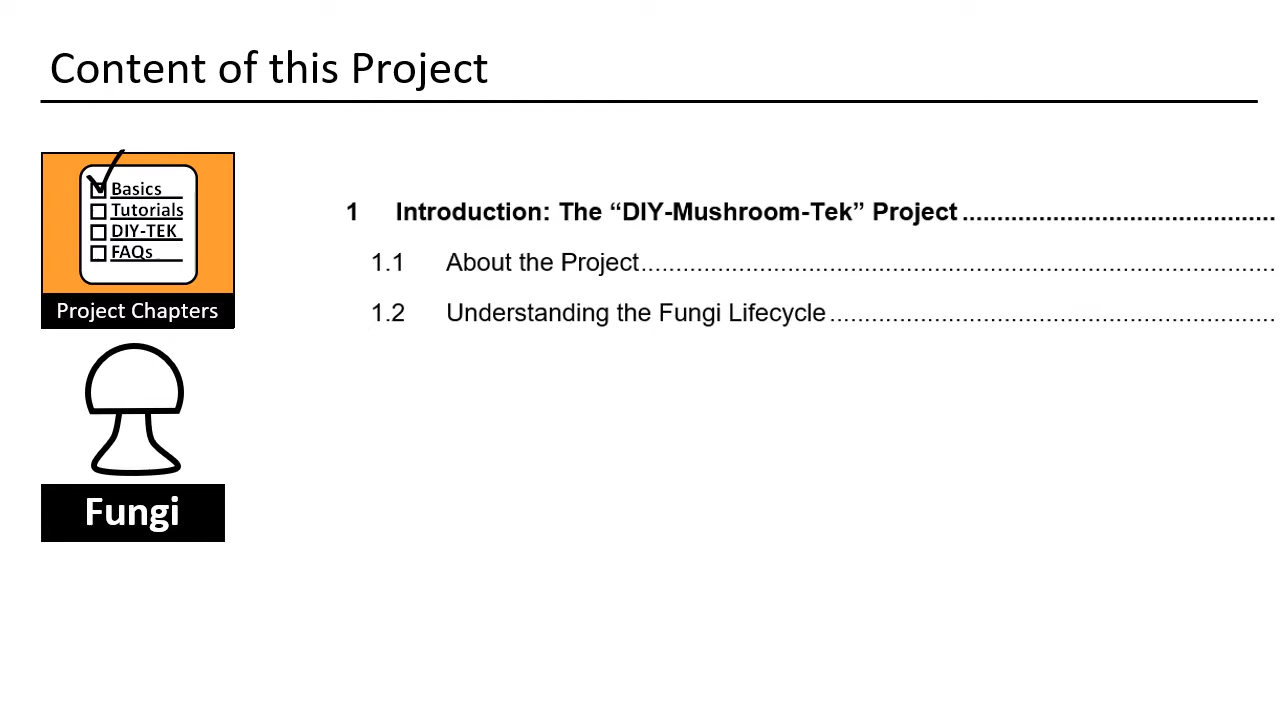 Content of this Project
Basics
Tutorials
DIY-TEK
FAQs
Project Chapters
Fungi
1 Introduction: The “DIY-Mushroom-Tek” Project ................................................
1.1 About the Project................................................................................
1.2 Understanding the Fungi Lifecycle ................................................................